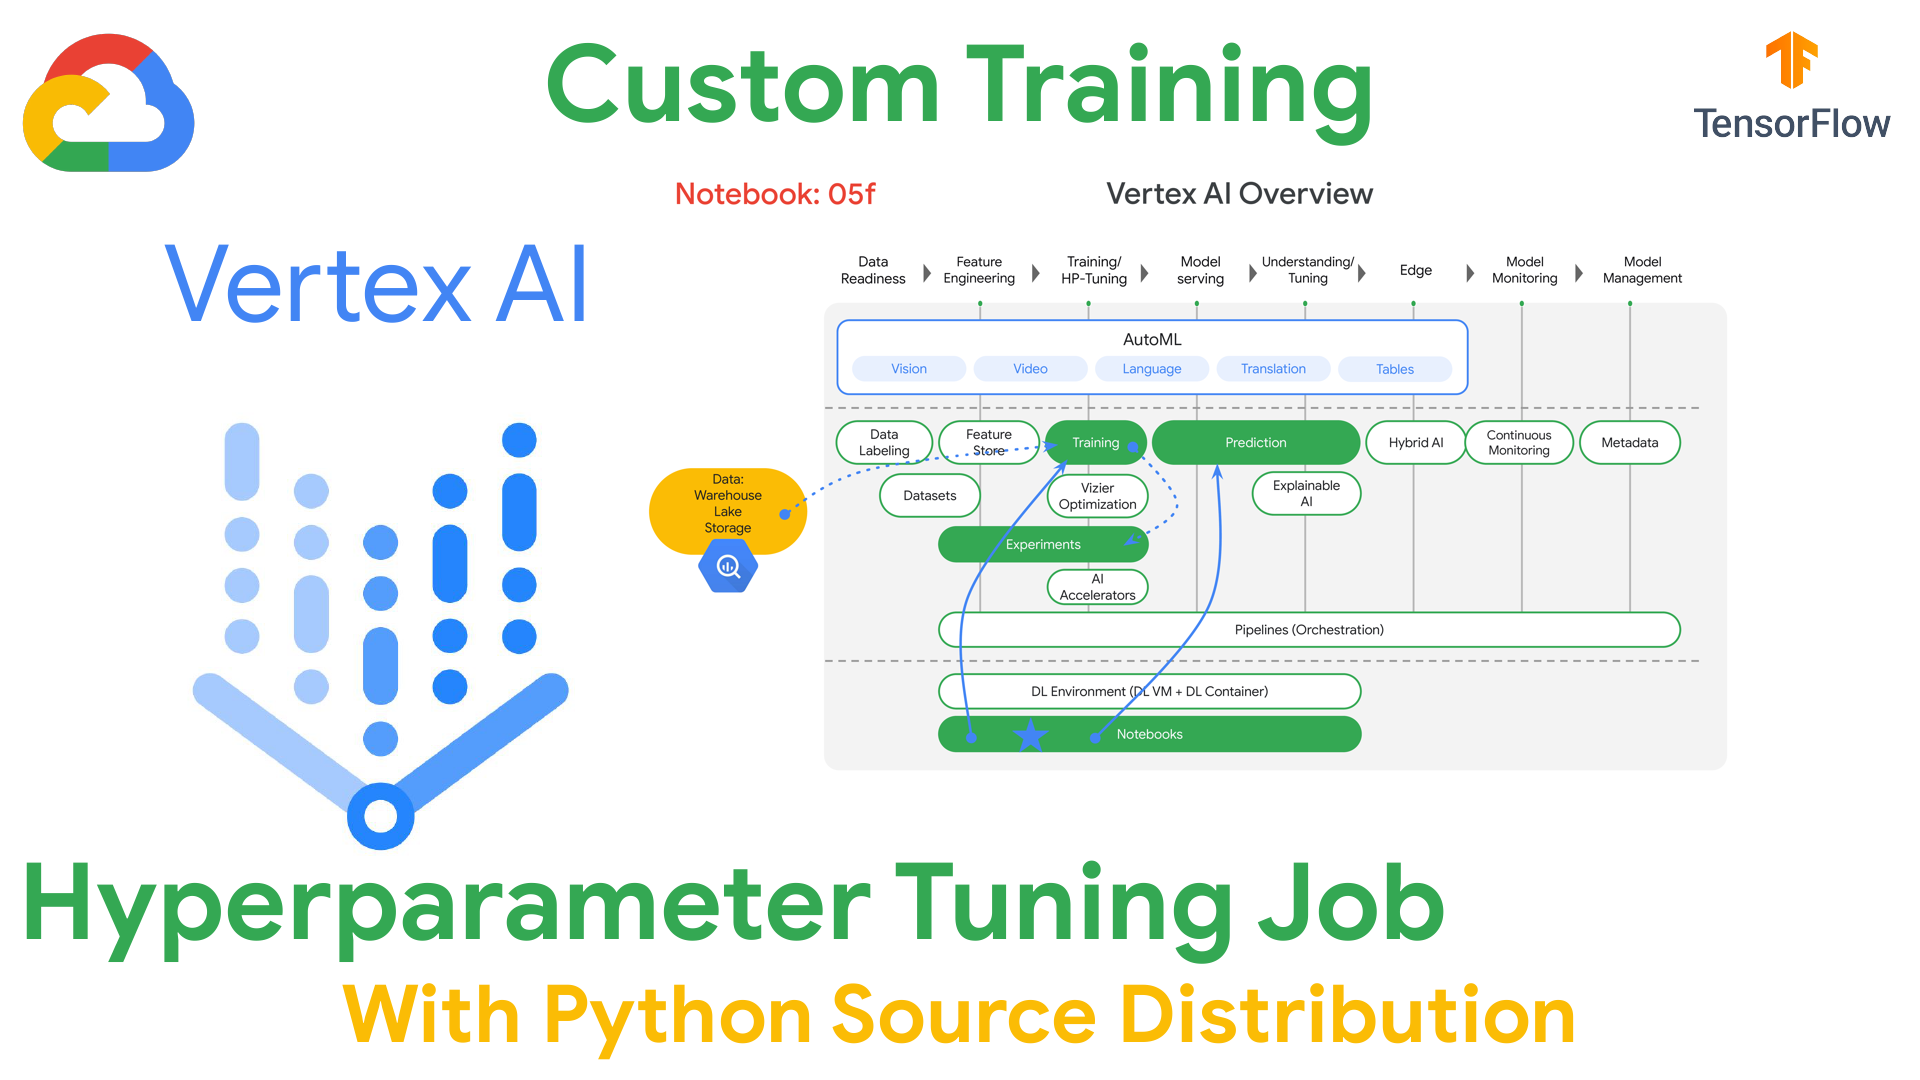 Custom Training
TensorFlow
Notebook: 05f
Vertex AI Overview
Vertex AI
Data
Readiness
Feature
Engineering
Training/
HP-Tuning
Model
serving
Understanding/
Tuning
Edge
Model
Monitoring
Model
Management
AutoML
Vision
Video
Language
Translation
Tables
Data
Labeling
Feature
Store
Training
Prediction
Hybrid AI
Continuous
Monitoring
Metadata
Data:
Warehouse
Lake
Storage
Datasets
Vizier
Optimization
Explainable
AI
Experiments
AI
Accelerators
Pipelines (Orchestration)
DL Environment (DL VM + DL Container)
Notebooks
Hyperparameter Tuning Job
With Python Source Distribution